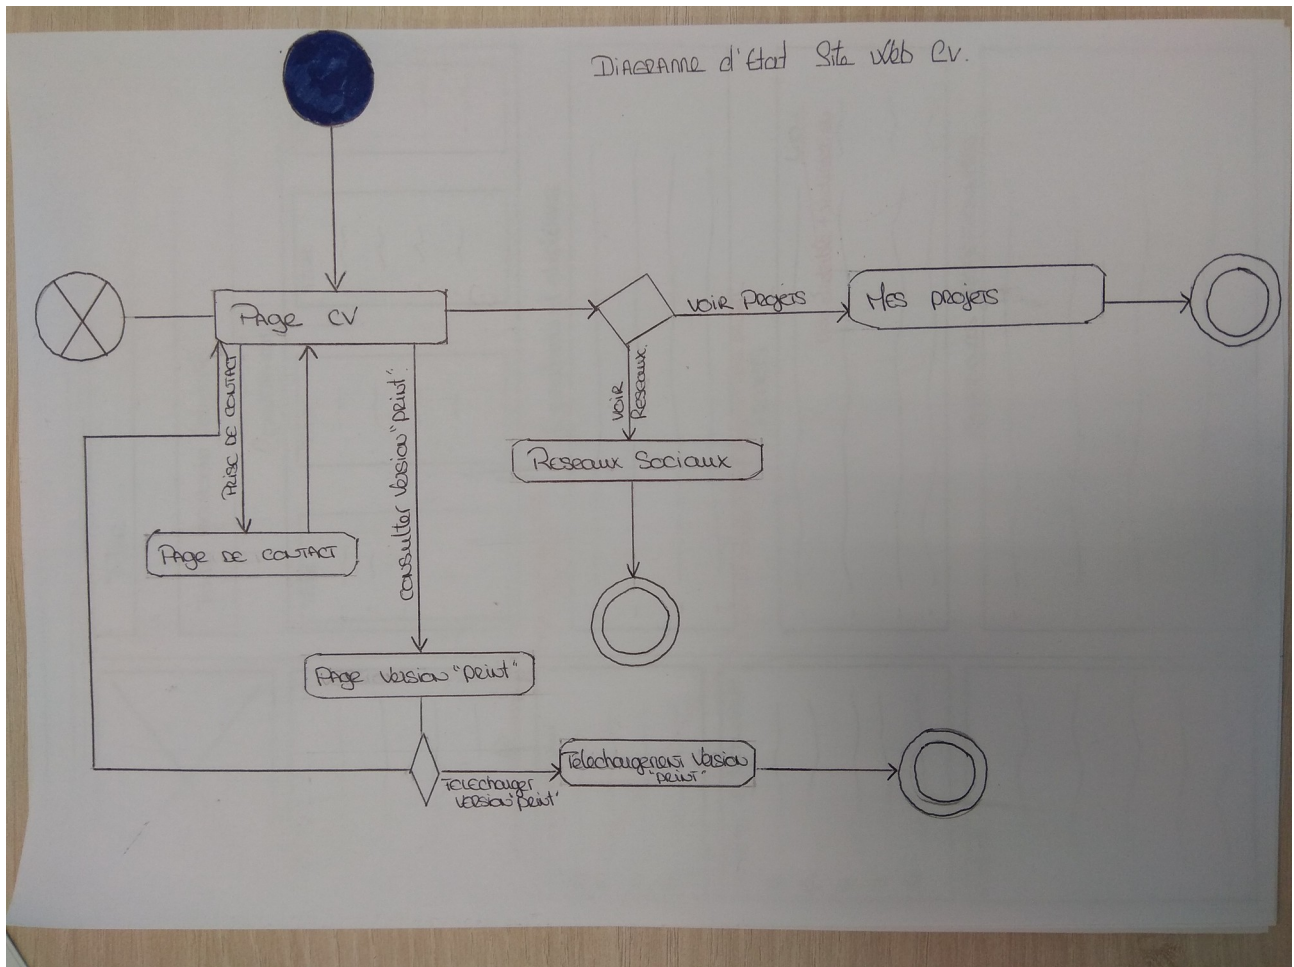 DIAGRAMME d'Etat Site Web CV.
PAGE CV
VOIR PROJETS
MES PROJETS
PRISE DE CONTACT
CONSULTER VERSION "PRINT".
VOIR
RESEAUX.
RESEAUX SOCIAUX
PAGE DE CONTACT
PAGE VERSION "PRINT"
TELECHARGER
VERSION "PRINT"
Telechargement Version
"PRINT"